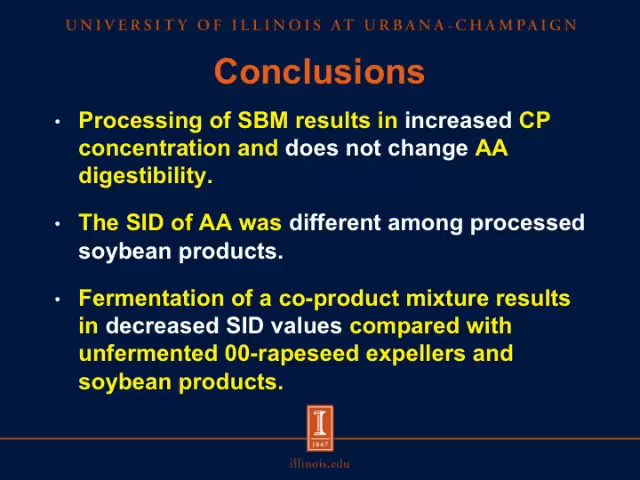 UNIVERSITY OF ILLINOIS AT URBANA-CHAMPAIGN
Conclusions
• Processing of SBM results in increased CP
concentration and does not change AA
digestibility.
• The SID of AA was different among processed
soybean products.
• Fermentation of a co-product mixture results
in decreased SID values compared with
unfermented 00-rapeseed expellers and
soybean products.
I
1867
illinois.edu